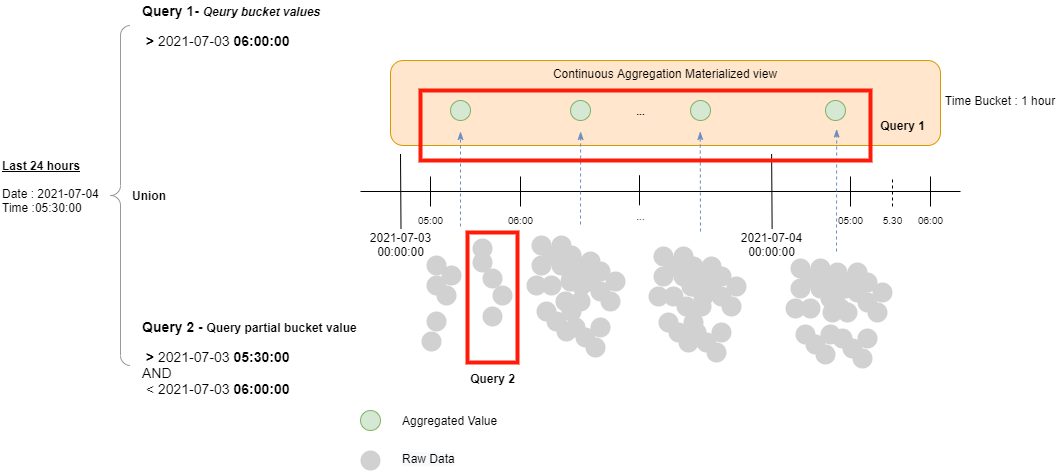 Query 1- Qeury bucket values
> 2021-07-03 06:00:00
Continuous Aggregation Materialized view
Time Bucket : 1 hour
...
Query 1
Last 24 hours
Date : 2021-07-04
Time :05:30:00
Union
05:00
06:00
...
05:00
5.30
06:00
2021-07-03
00:00:00
2021-07-04
00:00:00
Query 2 - Query partial bucket value
> 2021-07-03 05:30:00
AND
< 2021-07-03 06:00:00
Query 2
Aggregated Value
Raw Data